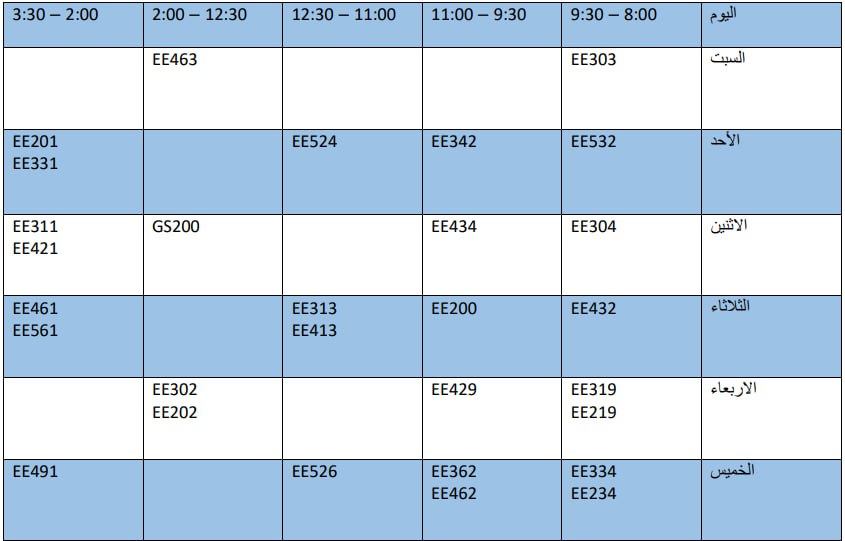 اليوم
9:30 – 8:00
11:00 – 9:30
12:30 – 11:00
2:00 – 12:30
3:30 – 2:00
السبت
EE303
EE463
الأحد
EE532
EE342
EE524
EE201
EE331
الاثنين
EE304
EE434
GS200
EE311
EE421
الثلاثاء
EE432
EE200
EE313
EE413
EE461
EE561
الاربعاء
EE319
EE219
EE429
EE302
EE202
الخميس
EE334
EE234
EE362
EE462
EE526
EE491